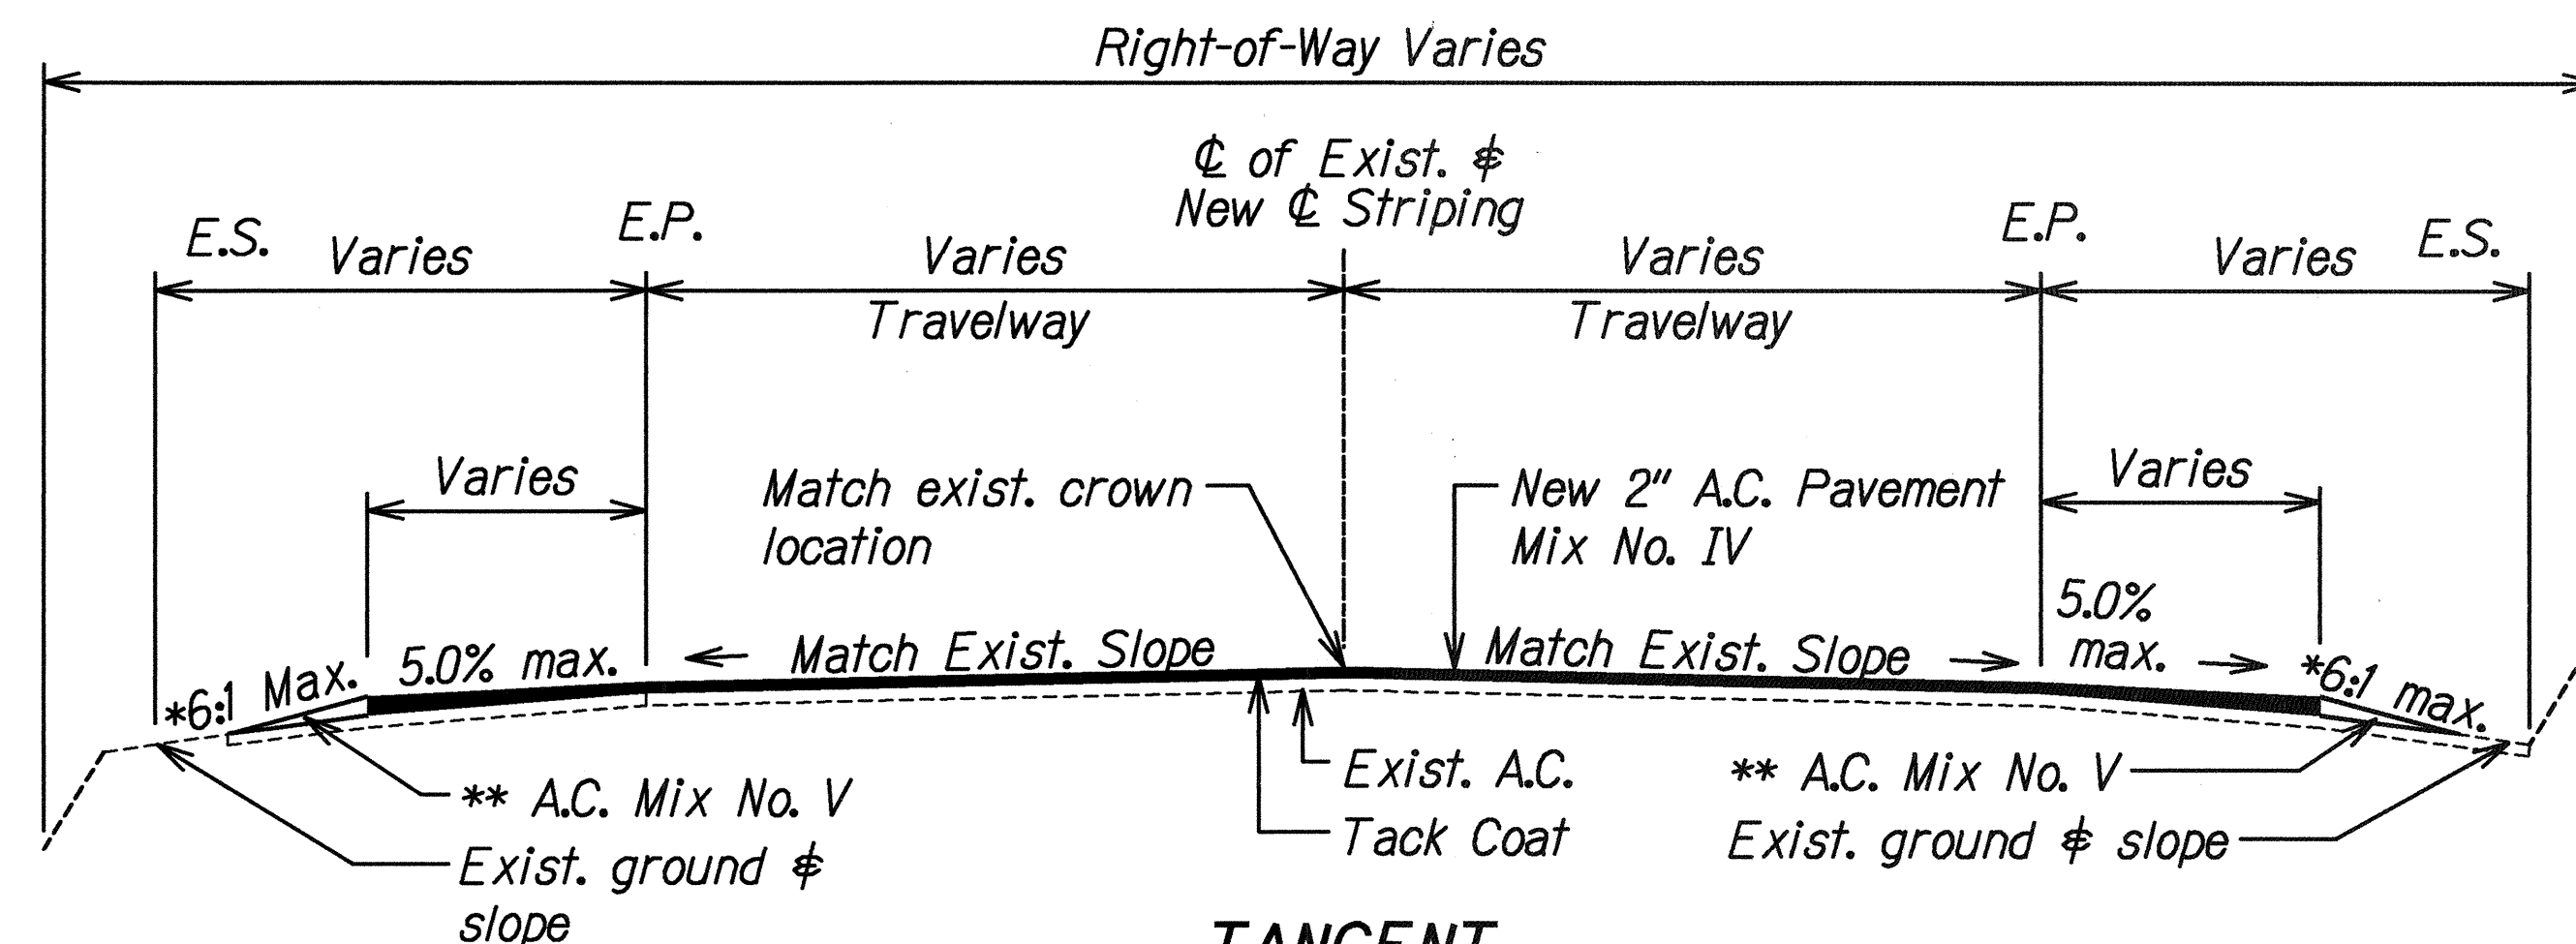 Right-of-Way Varies
℄ of Exist. &
New ℄ Striping
E.S.
Varies
E.P.
Varies
Travelway
Varies
Travelway
E.P.
Varies
E.S.
Varies
Match exist. crown
location
New 2" A.C. Pavement
Mix No. IV
Varies
*6:1 Max.
5.0% max.
Match Exist. Slope
Match Exist. Slope
5.0%
max.
*6:1 max.
** A.C. Mix No. V
Exist. ground &
slope
Exist. A.C.
Tack Coat
** A.C. Mix No. V
Exist. ground & slope
TANGENT